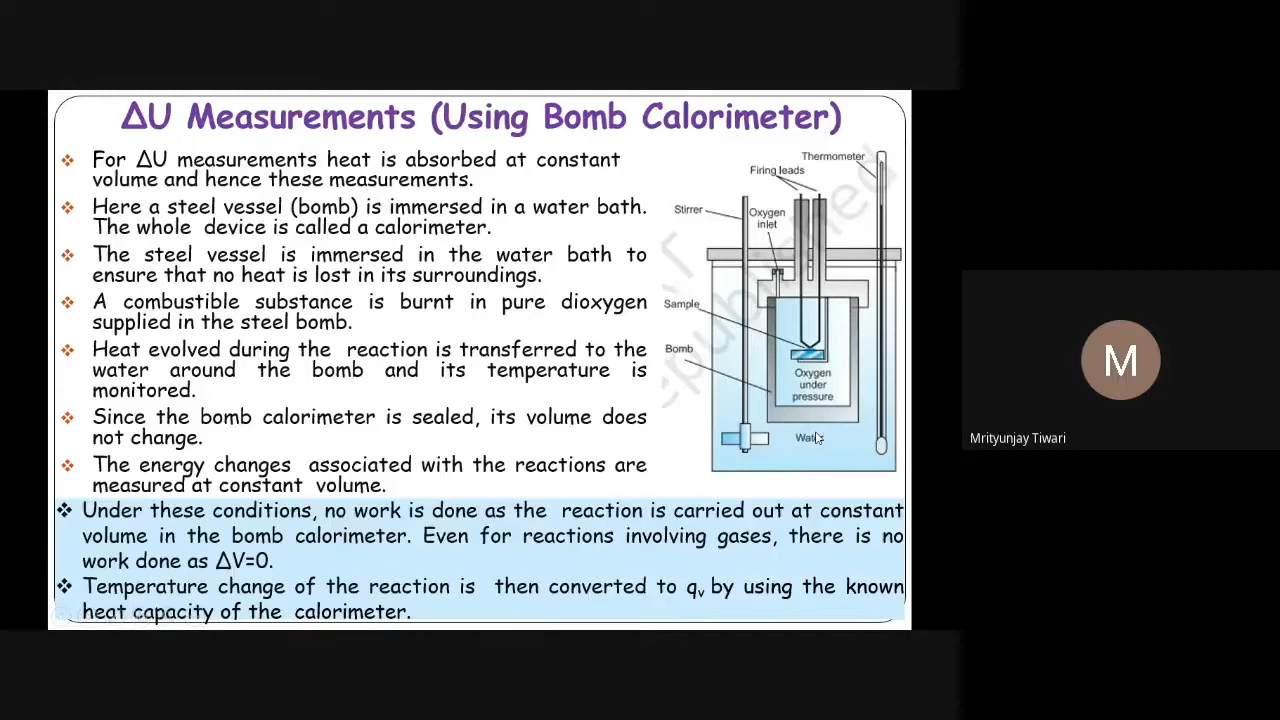 ΔU Measurements (Using Bomb Calorimeter)
❖ For ΔU measurements heat is absorbed at constant
volume and hence these measurements.
❖ Here a steel vessel (bomb) is immersed in a water bath.
The whole device is called a calorimeter.
❖ The steel vessel is immersed in the water bath to
ensure that no heat is lost in its surroundings.
❖ A combustible substance is burnt in pure dioxygen
supplied in the steel bomb.
❖ Heat evolved during the reaction is transferred to the
water around the bomb and its temperature is
monitored.
❖ Since the bomb calorimeter is sealed, its volume does
not change.
❖ The energy changes associated with the reactions are
measured at constant volume.
❖ Under these conditions, no work is done as the reaction is carried out at constant
volume in the bomb calorimeter. Even for reactions involving gases, there is no
work done as ΔV=0.
❖ Temperature change of the reaction is then converted to qᵥ by using the known
heat capacity of the calorimeter.
Thermometer
Firing leads
Stirrer
Oxygen
inlet
Sample
Bomb
Oxygen
under
pressure
Water
republished
M
Mrityunjay Tiwari